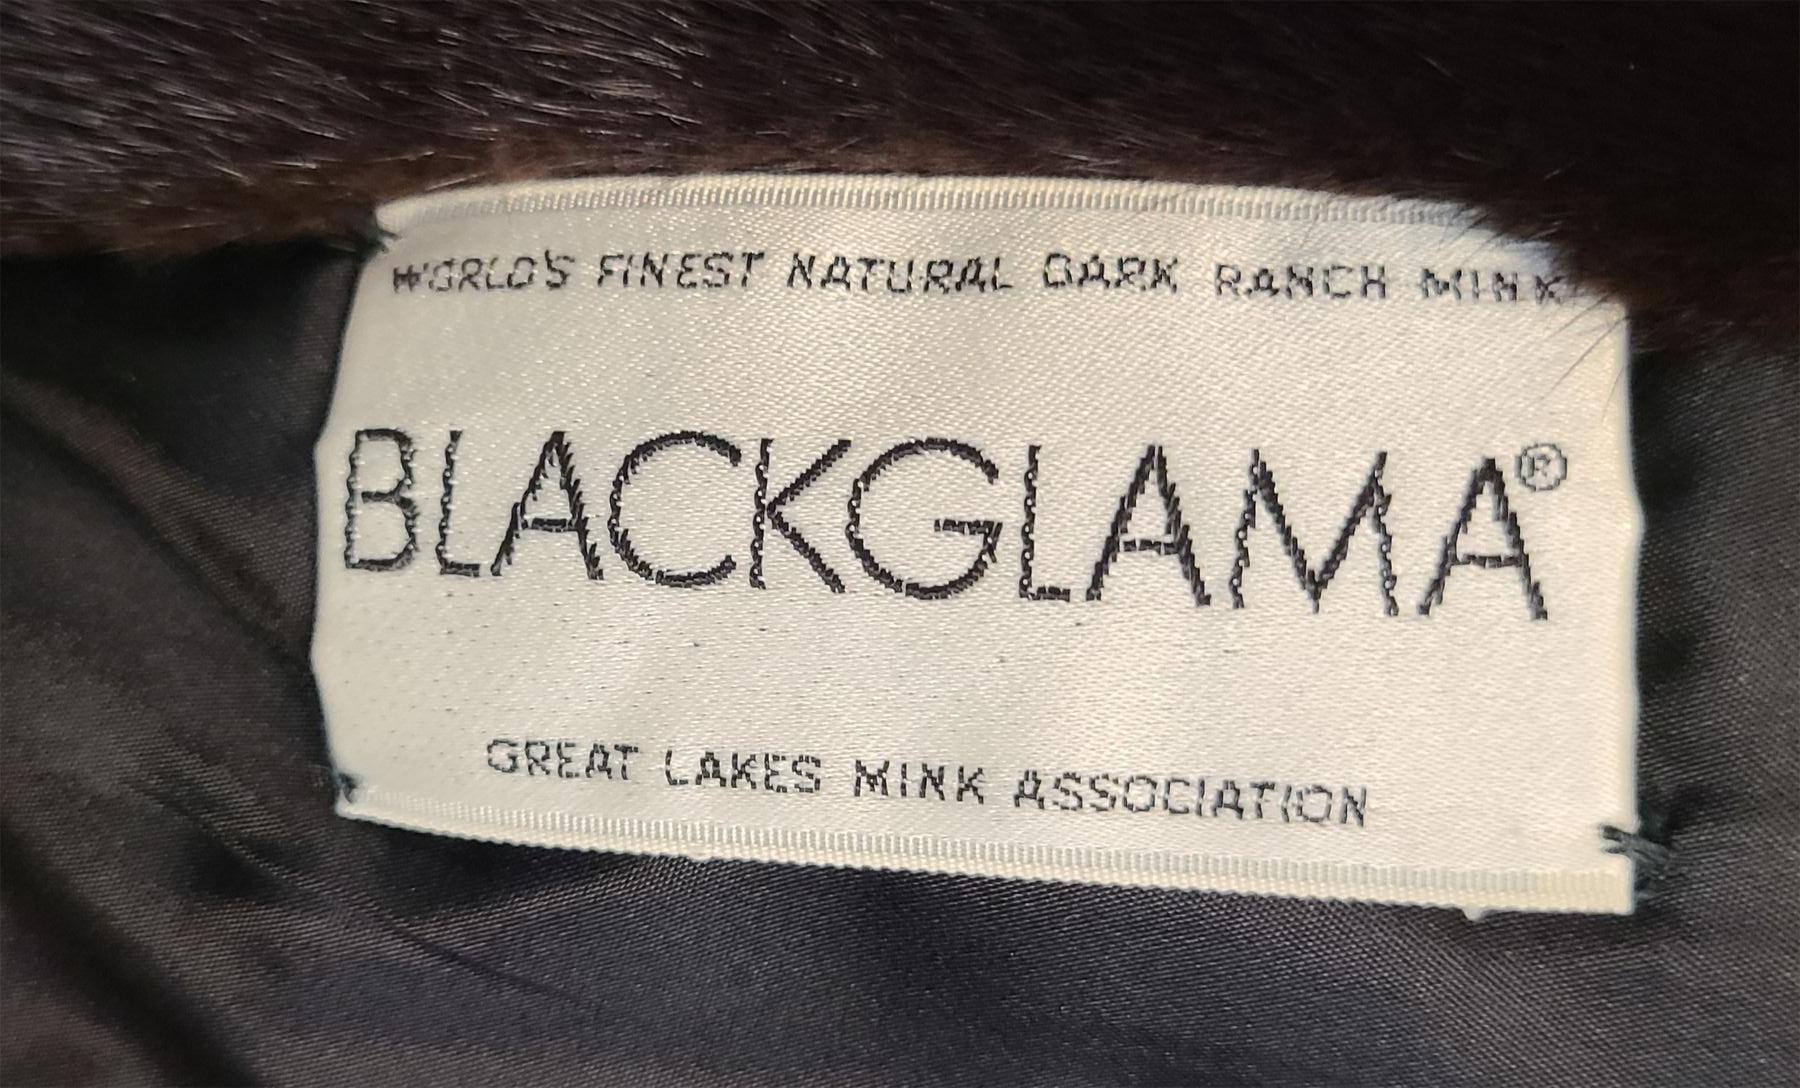 WORLD'S FINEST NATURAL DARK RANCH MINK
BLACKGLAMA®
GREAT LAKES MINK ASSOCIATION